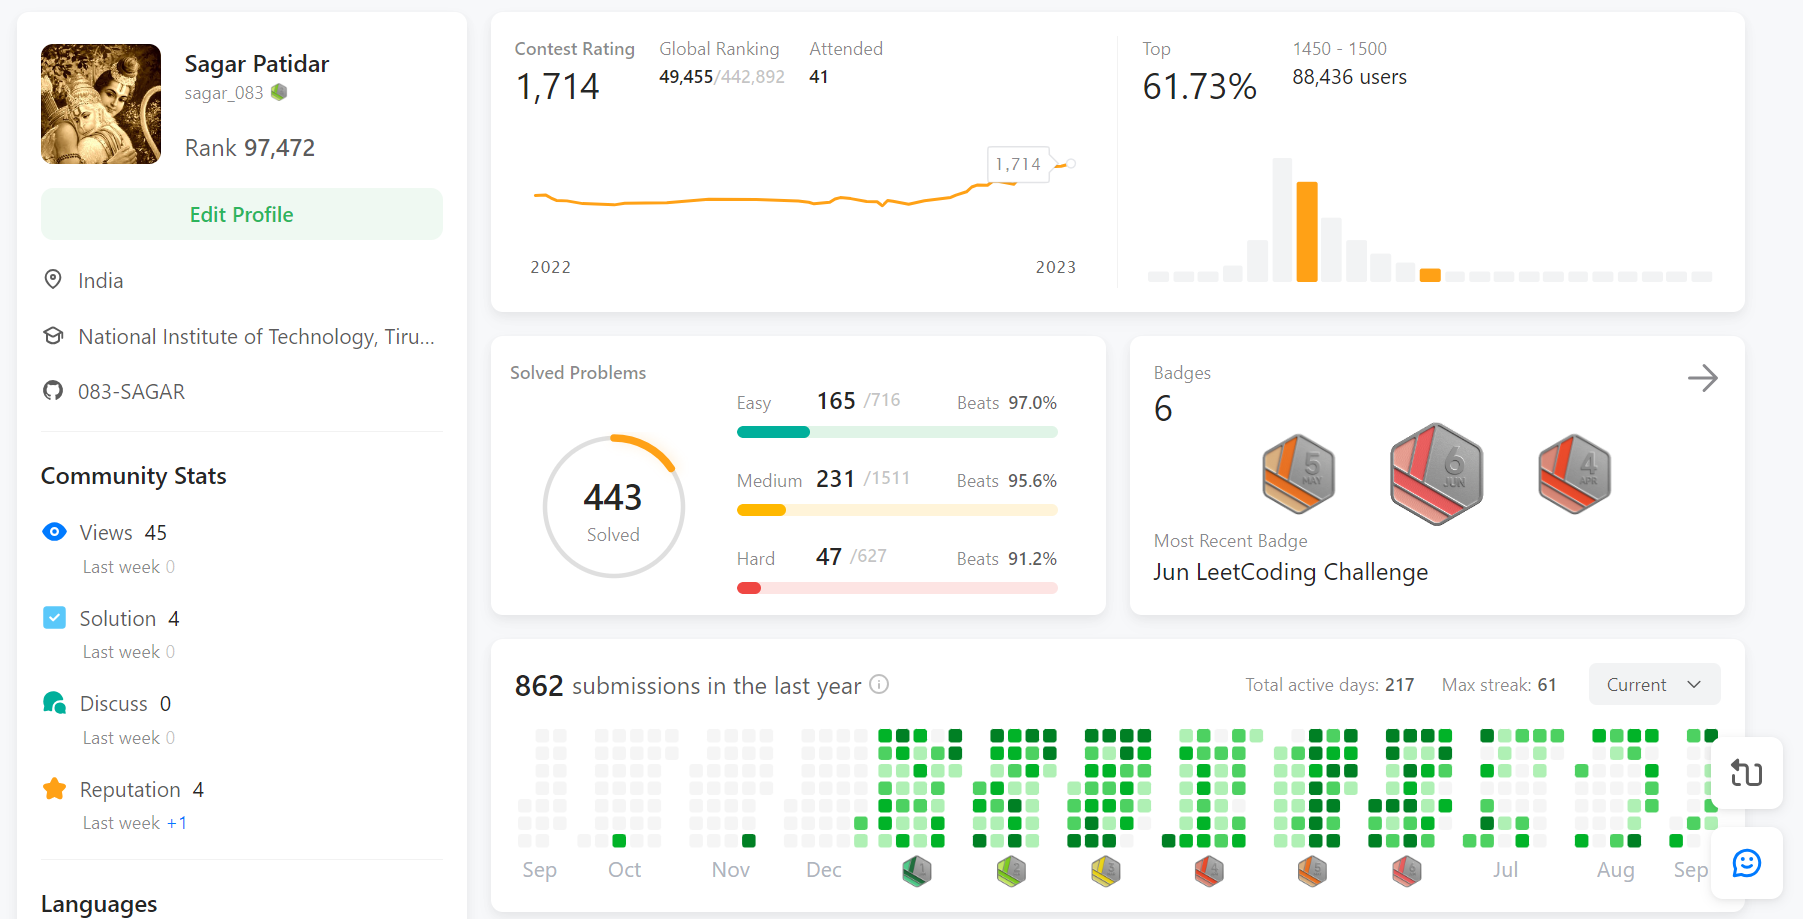 Sagar Patidar
sagar_083
Rank 97,472
Edit Profile
India
National Institute of Technology, Tiru...
083-SAGAR
Community Stats
Views 45
Last week 0
Solution 4
Last week 0
Discuss 0
Last week 0
Reputation 4
Last week +1
Languages
Contest Rating
1,714
Global Ranking
49,455/442,892
Attended
41
1,714
2022
2023
Top
61.73%
1450 - 1500
88,436 users
Solved Problems
443
Solved
Easy 165 /716 Beats 97.0%
Medium 231 /1511 Beats 95.6%
Hard 47 /627 Beats 91.2%
Badges
6
5
MAY
6
JUN
4
APR
Most Recent Badge
Jun LeetCoding Challenge
862 submissions in the last year
Total active days: 217 Max streak: 61
Current
Sep Oct Nov Dec Jul Aug Sep